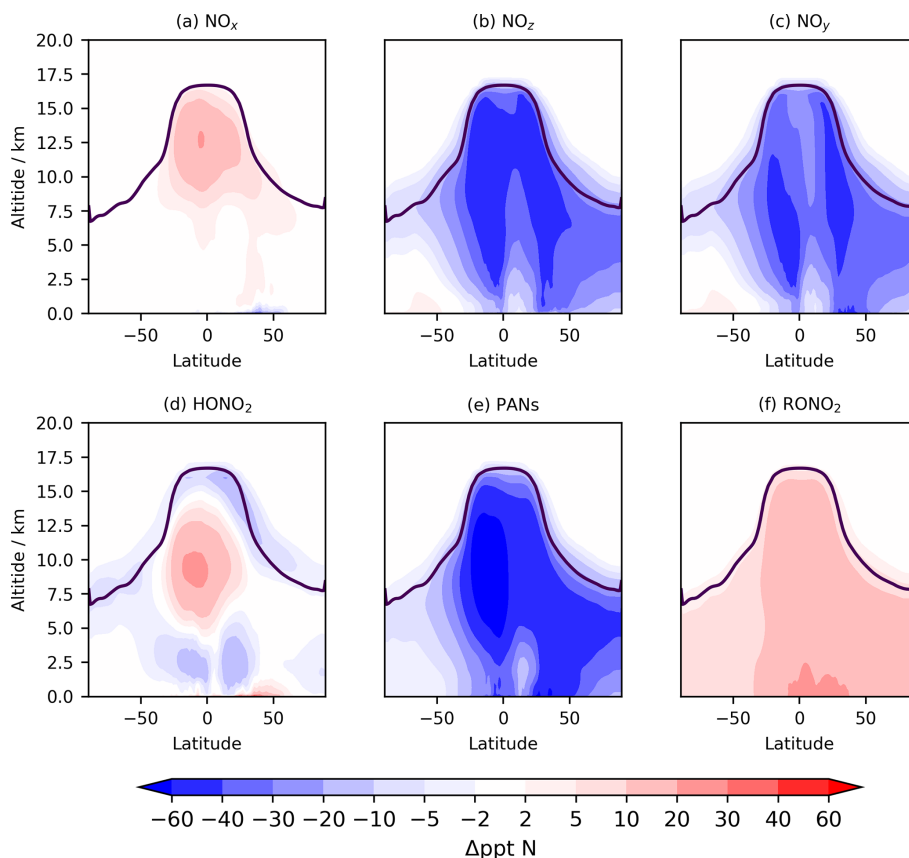 (a) NOₓ (b) NO_z (c) NO_y
20.0
17.5
15.0
12.5
10.0
7.5
5.0
2.5
0.0
Altitide / km
−50 0 50 −50 0 50 −50 0 50
Latitude Latitude Latitude
(d) HONO₂ (e) PANs (f) RONO₂
20.0
17.5
15.0
12.5
10.0
7.5
5.0
2.5
0.0
Altitide / km
−50 0 50 −50 0 50 −50 0 50
Latitude Latitude Latitude
−60 −40 −30 −20 −10 −5 −2 2 5 10 20 30 40 60
Δppt N